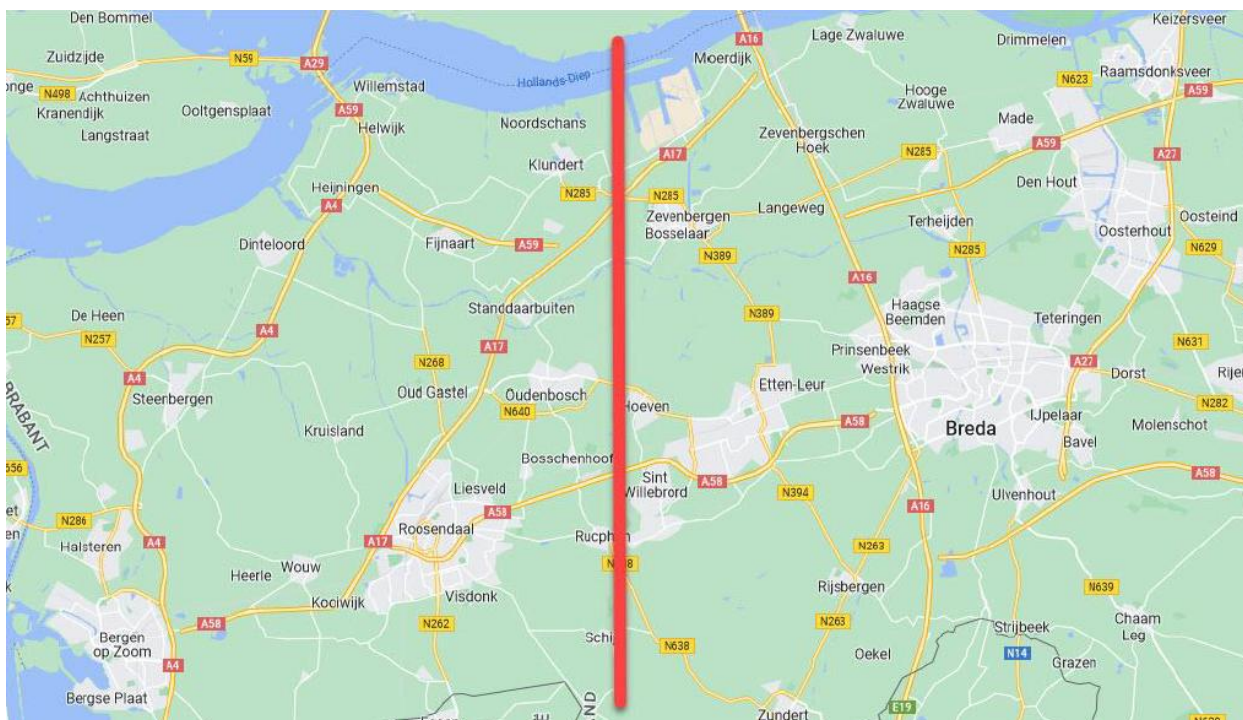 Den Bommel
Zuidzijde
N59
A29
N498
Achthuizen
Kranendijk
Ooltgensplaat
Langstraat
Willemstad
A59
Helwijk
Hollands Diep
Noordschans
Klundert
N285
Moerdijk
A16
Lage Zwaluwe
Drimmelen
Keizersveer
N623
Raamsdonksveer
A59
Hooge
Zwaluwe
Made
Zevenbergschen
Hoek
A17
N285
A59
A27
Den Hout
Heijningen
A4
Dinteloord
Fijnaart
A59
N285
Zevenbergen
Bosselaar
Langeweg
Terheijden
N285
Oosteind
Oosterhout
N629
N389
A16
Haagse
Beemden
De Heen
N257
A4
Standdaarbuiten
A17
N389
Teteringen
Prinsenbeek
Westrik
N631
A27
Dorst
A4
Steenbergen
N268
Oud Gastel
Oudenbosch
N640
Hoeven
Etten-Leur
A58
Breda
IJpelaar
Bavel
N282
Molenschot
BRABANT
Kruisland
Bosschenhoof
Sint
Willebrord
A58
N394
A58
Ulvenhout
A16
Liesveld
A58
Roosendaal
N286
Halsteren
A4
A17
Rucphen
N263
Heerle
Wouw
Kooiwijk
Visdonk
Rijsbergen
N639
Chaam
Leg
A58
Bergen
op Zoom
N262
N638
N263
Oekel
Strijbeek
N14
Grazen
A4
Bergse Plaat
E19
Zundert